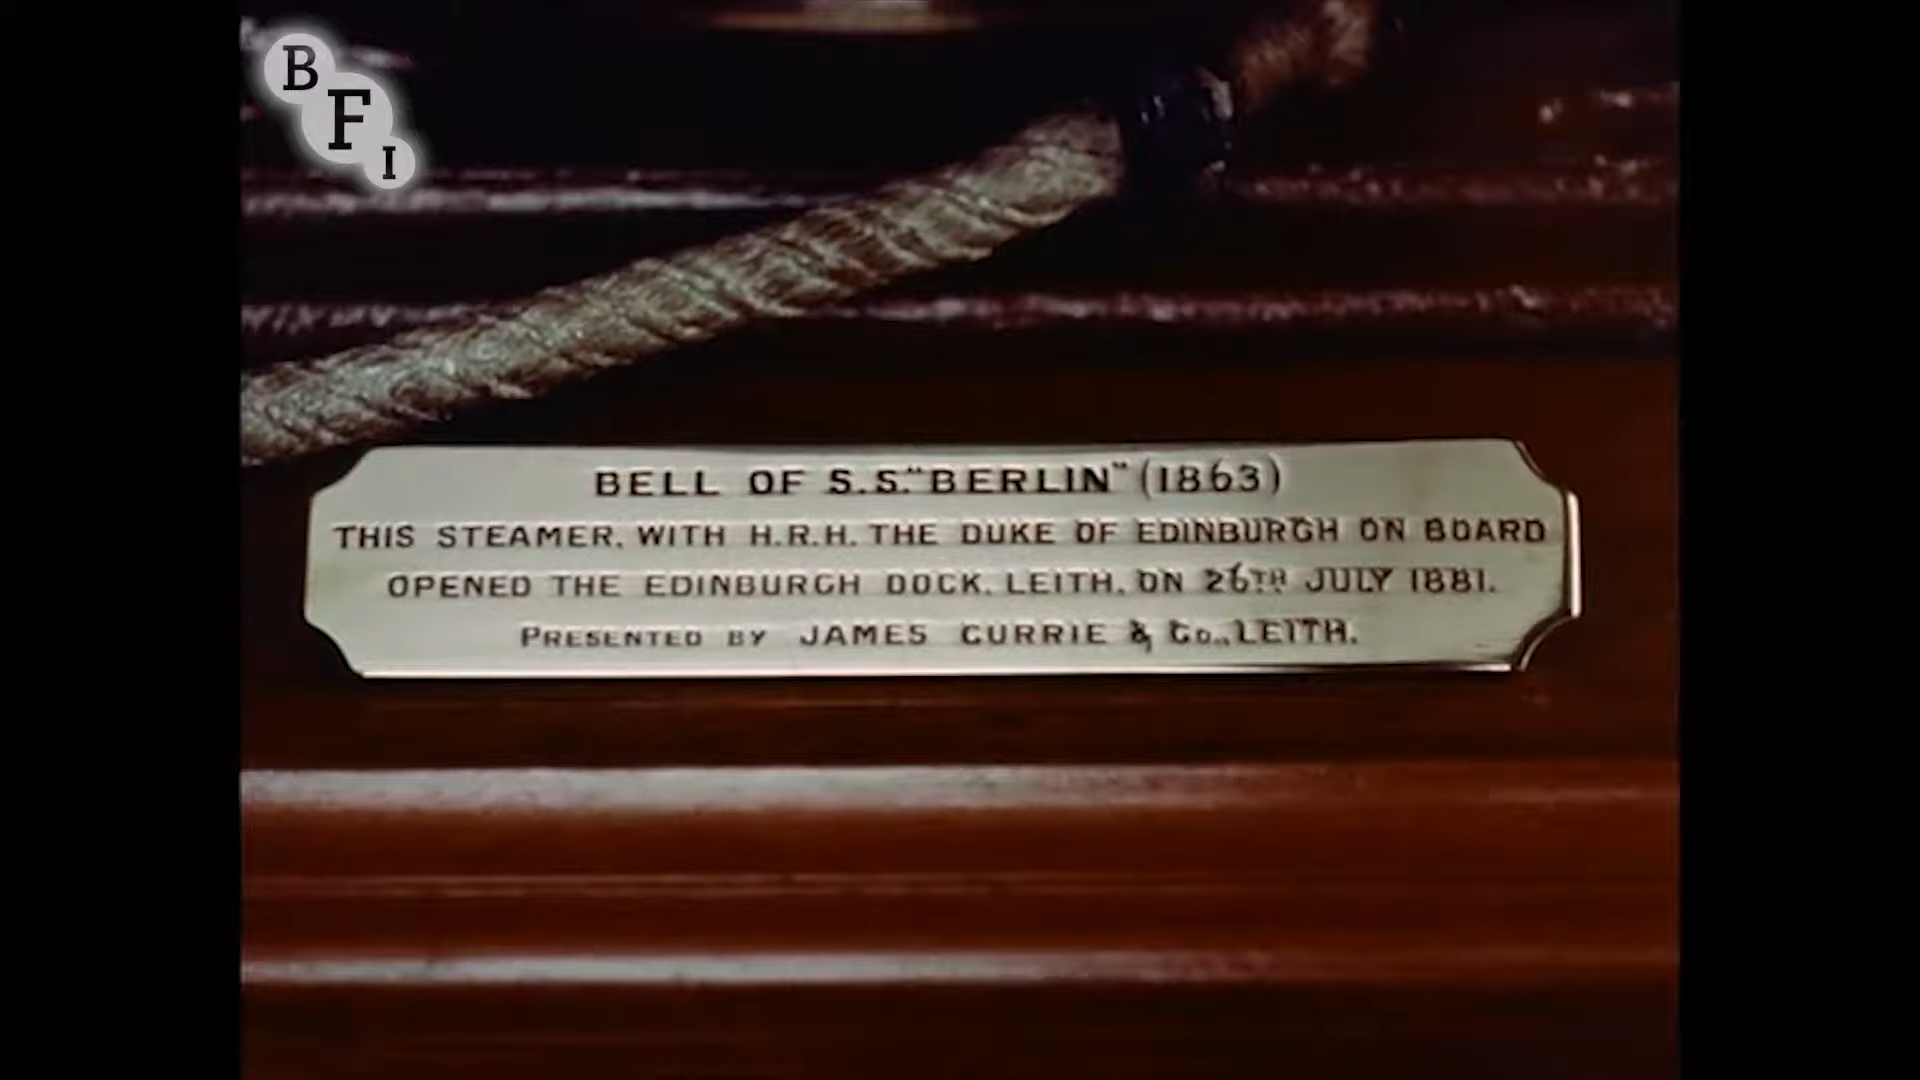 BFI
BELL OF S.S."BERLIN" (1863)
THIS STEAMER, WITH H.R.H. THE DUKE OF EDINBURGH ON BOARD
OPENED THE EDINBURGH DOCK, LEITH, ON 26TH JULY 1881.
PRESENTED BY JAMES CURRIE & Co., LEITH.